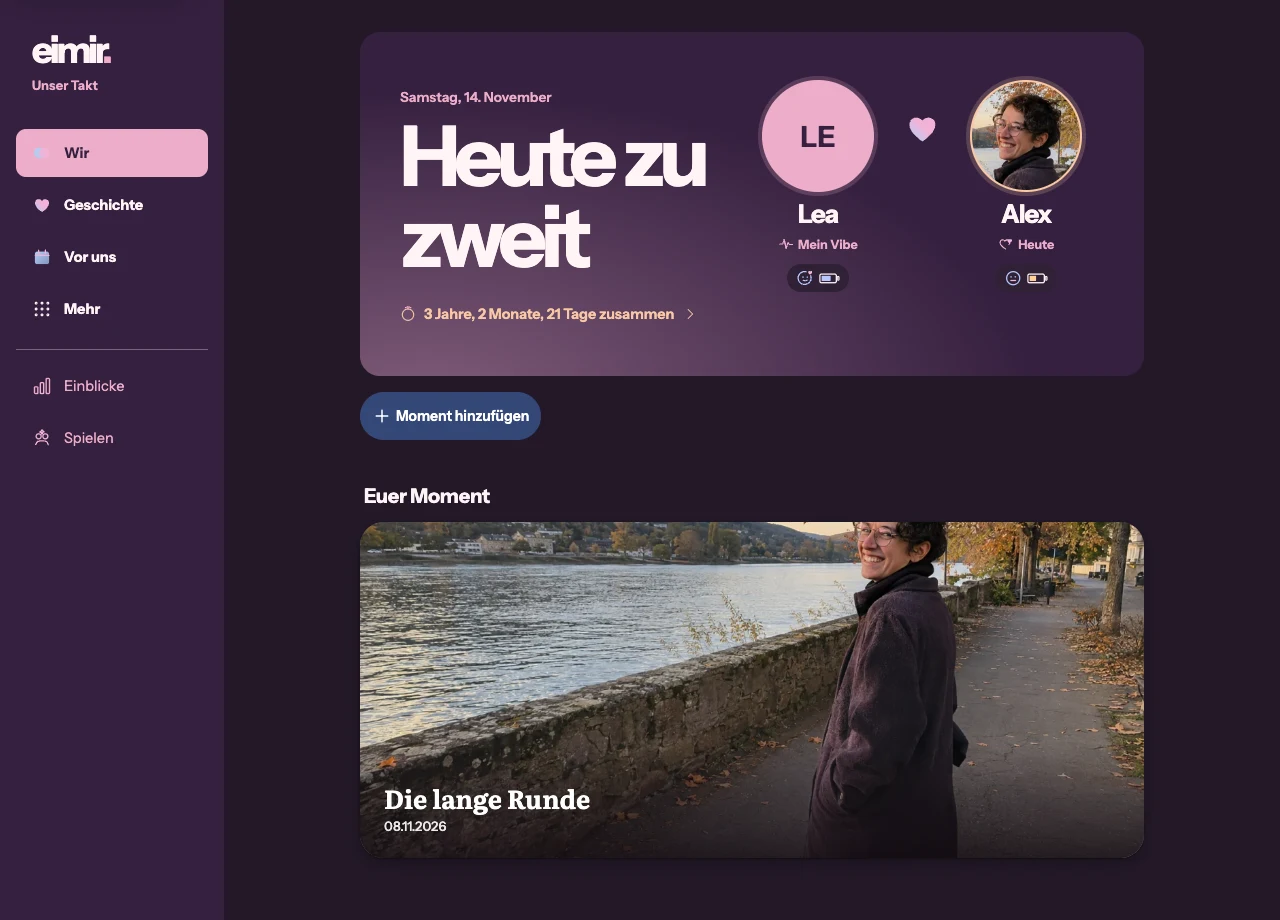 eimir.
Unser Takt
Wir
Geschichte
Vor uns
Mehr
Einblicke
Spielen
Samstag, 14. November
Heute zu
zweit
3 Jahre, 2 Monate, 21 Tage zusammen
LE
Lea
Mein Vibe
Alex
Heute
Moment hinzufügen
Euer Moment
Die lange Runde
08.11.2026